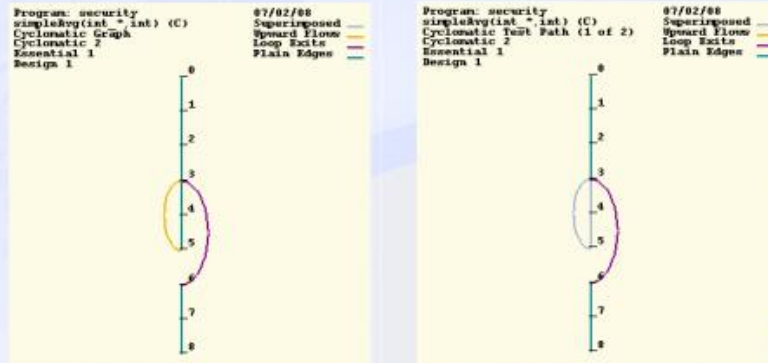 Program: security
simpleAvg(int *,int) (C)
Cyclomatic Graph
Cyclomatic 2
Essential 1
Design 1
07/02/08
Superimposed
Upward Flows
Loop Exits
Plain Edges
0
1
2
3
4
5
6
7
8
Program: security
simpleAvg(int *,int) (C)
Cyclomatic Test Path (1 of 2)
Cyclomatic 2
Essential 1
Design 1
07/02/08
Superimposed
Upward Flows
Loop Exits
Plain Edges
0
1
2
3
4
5
6
7
8